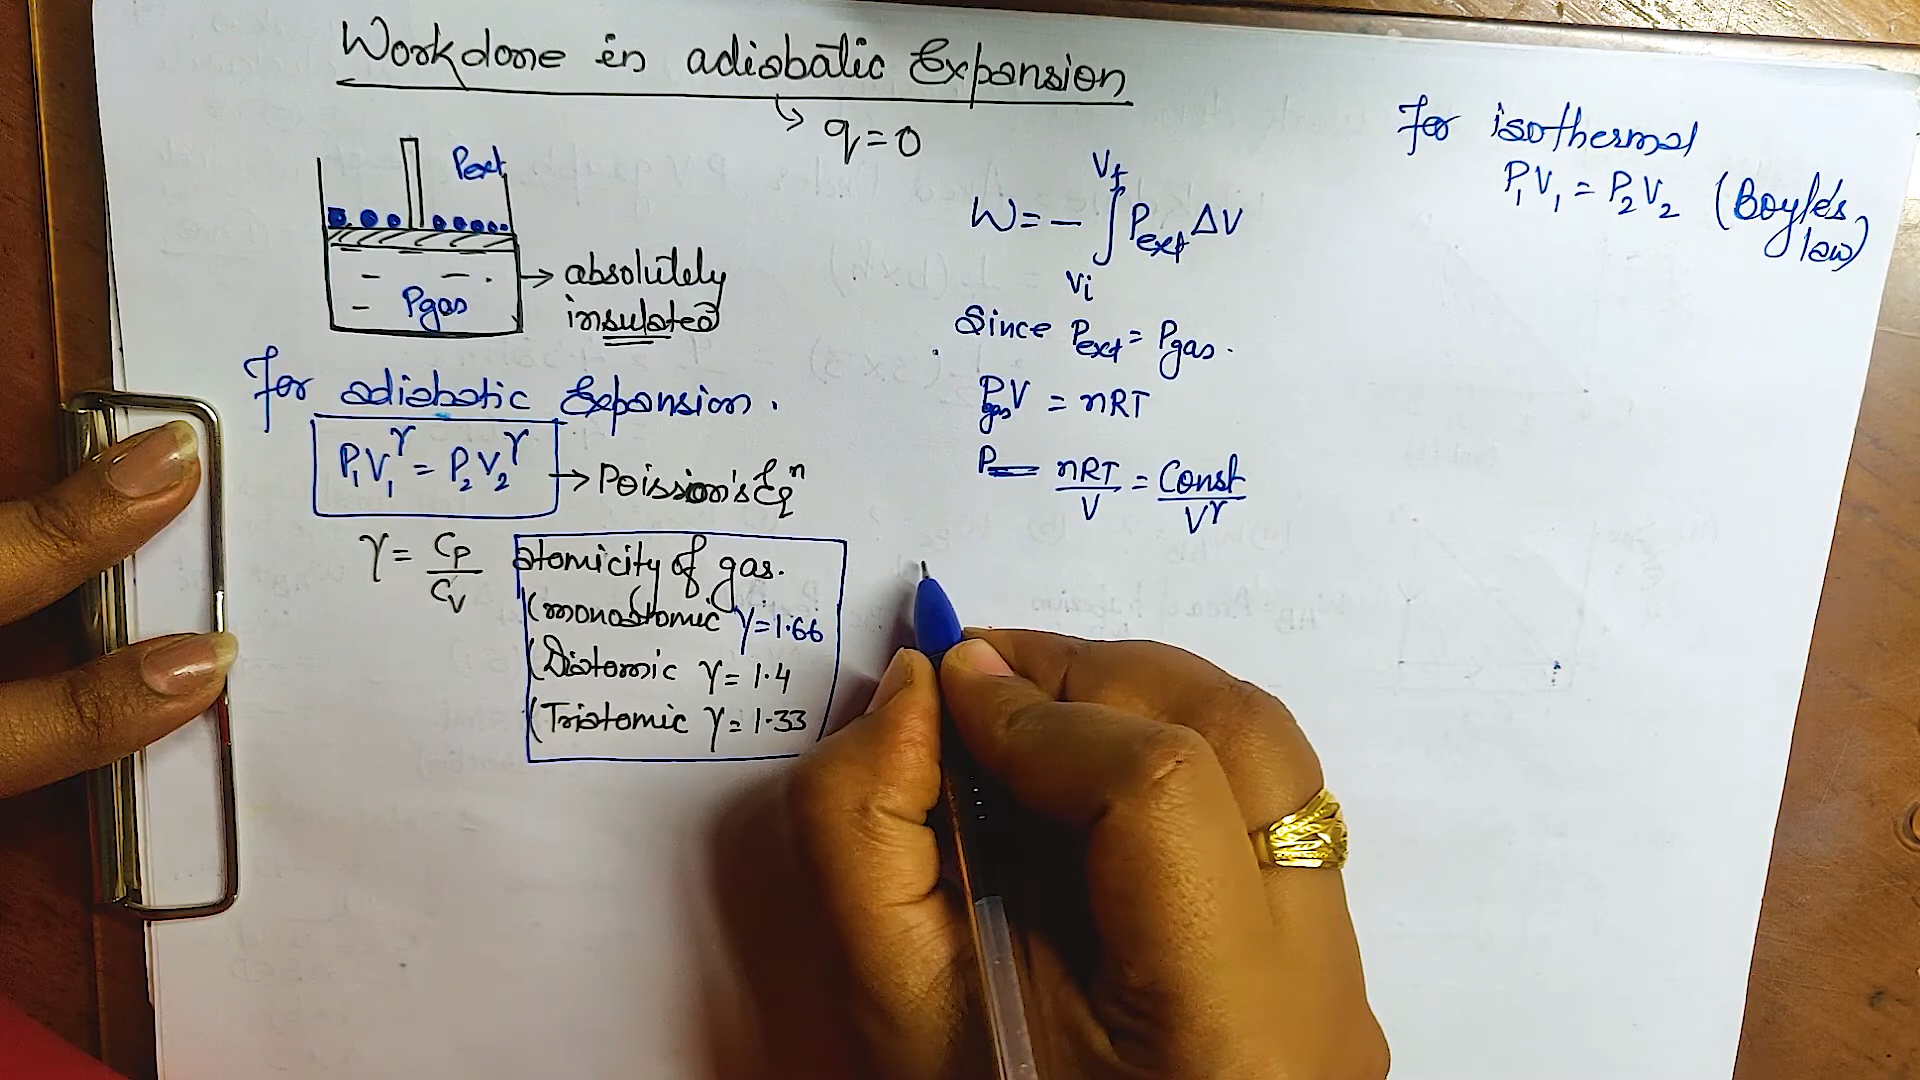 Workdone in adiabatic Expansion
q = 0
Pext
Pgas
→ absolutely
insulated
For adiabatic Expansion.
P₁V₁^γ = P₂V₂^γ → Poission's Eqⁿ
γ = Cp/Cv
atomicity of gas.
(monoatomic γ = 1.66
(Diatomic γ = 1.4
(Triatomic γ = 1.33
W = - ∫ Pext ΔV
Vf
Vi
Since Pext = Pgas.
PgasV = nRT
P nRT/V = Const/V^γ
For isothermal
P₁V₁ = P₂V₂ (Boyle's
law)